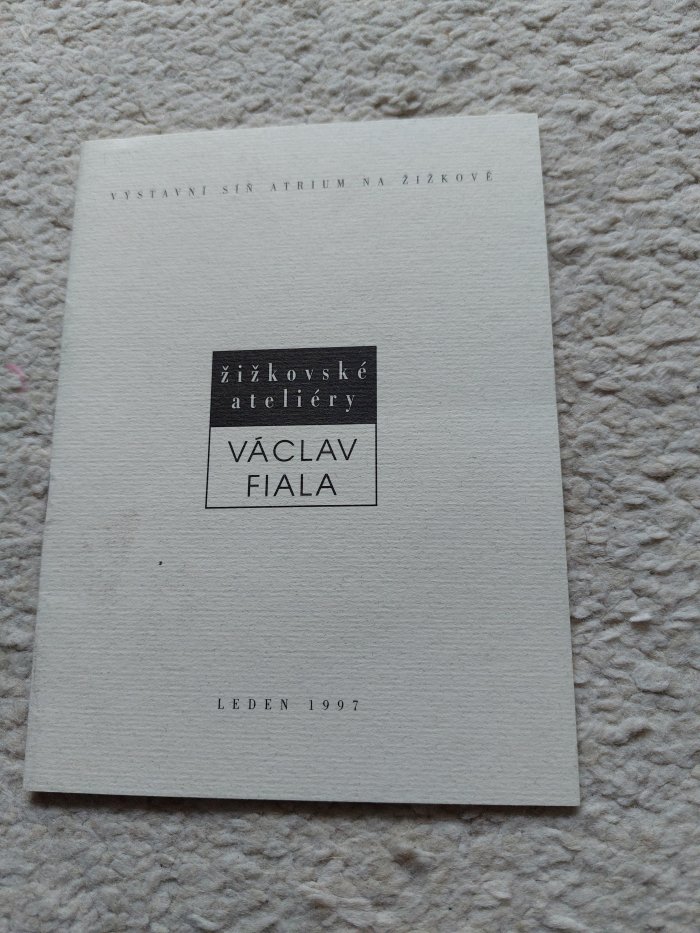 VÝSTAVNÍ SÍŇ ATRIUM NA ŽIŽKOVĚ
žižkovské
ateliéry
VÁCLAV
FIALA
LEDEN 1997